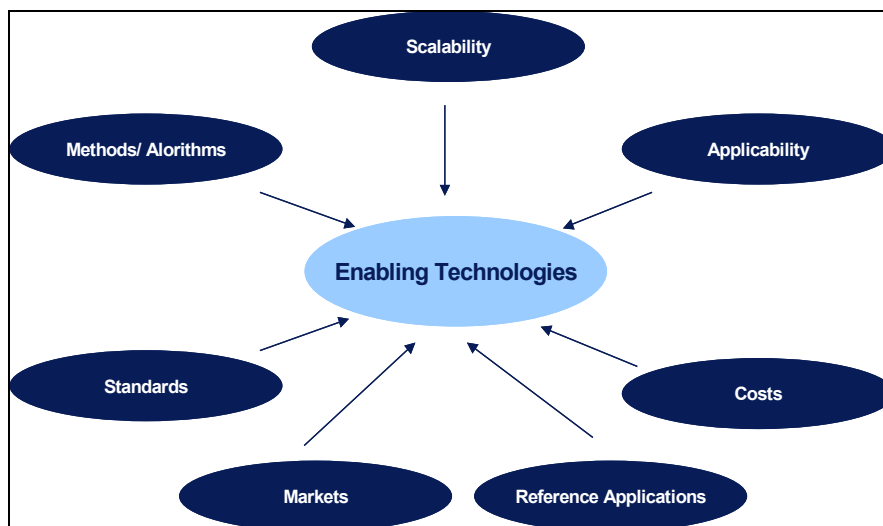 Scalability
Methods/ Alorithms
Applicability
Enabling Technologies
Standards
Costs
Markets
Reference Applications